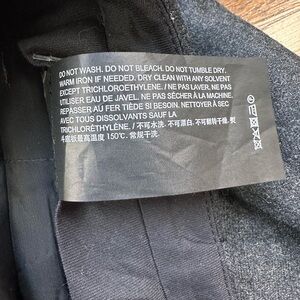 DO NOT WASH. DO NOT BLEACH. DO NOT TUMBLE DRY.
WARM IRON IF NEEDED. DRY CLEAN WITH ANY SOLVENT
EXCEPT TRICHLOROETHYLENE. / NE PAS LAVER. NE PAS
UTILISER EAU DE JAVEL. NE PAS SÉCHER À LA MACHINE.
REPASSER AU FER TIÈDE SI BESOIN. NETTOYER À SEC
AVEC TOUS DISSOLVANTS SAUF LA
TRICHLORÉTHYLÈNE. / 不可水洗. 不可漂白. 不可翻转干燥. 熨
斗底板最高温度 150℃. 常规干洗.